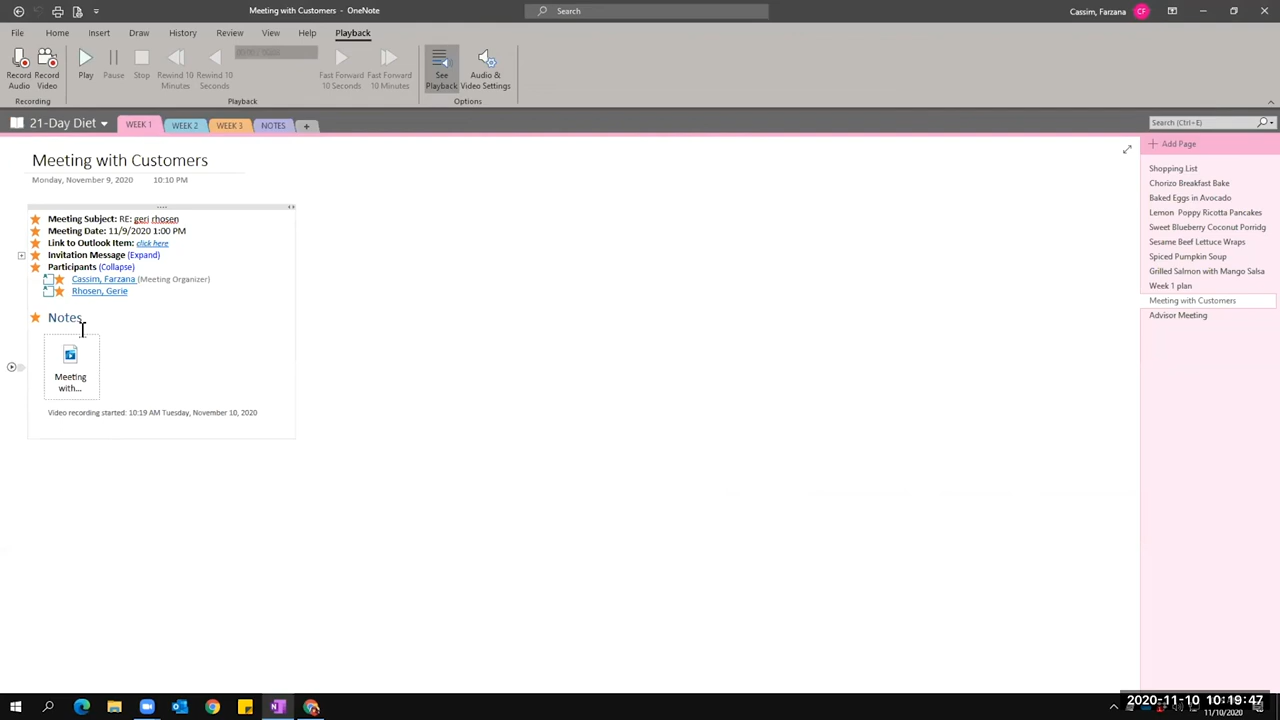 Meeting with Customers - OneNote
Search
Cassim, Farzana
CF
File Home Insert Draw History Review View Help Playback
Record Audio
Record Video
Play
Pause
Stop
Rewind 10 Minutes
Rewind 10 Seconds
Fast Forward 10 Seconds
Fast Forward 10 Minutes
See Playback
Audio & Video Settings
Recording
Playback
Options
21-Day Diet
WEEK 1 WEEK 2 WEEK 3 NOTES +
Search (Ctrl+E)
Meeting with Customers
Monday, November 9, 2020 10:10 PM
Meeting Subject: RE: geri rhosen
Meeting Date: 11/9/2020 1:00 PM
Link to Outlook Item: click here
Invitation Message (Expand)
Participants (Collapse)
Cassim, Farzana (Meeting Organizer)
Rhosen, Gerie
Notes
Meeting
with...
Video recording started: 10:19 AM Tuesday, November 10, 2020
Add Page
Shopping List
Chorizo Breakfast Bake
Baked Eggs in Avocado
Lemon Poppy Ricotta Pancakes
Sweet Blueberry Coconut Porridg
Sesame Beef Lettuce Wraps
Spiced Pumpkin Soup
Grilled Salmon with Mango Salsa
Week 1 plan
Meeting with Customers
Advisor Meeting
2020-11-10 10:19:47
11/10/2020